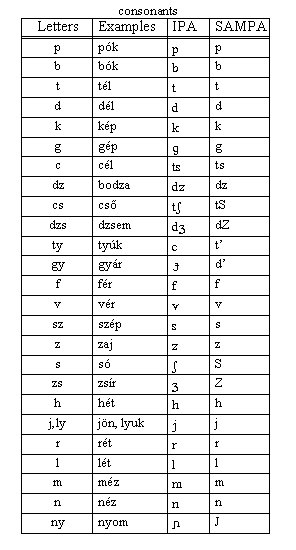 consonants
Letters Examples IPA SAMPA
p pók p p
b bók b b
t tél t t
d dél d d
k kép k k
g gép ɡ g
c cél ts ts
dz bodza dz dz
cs cső tʃ tS
dzs dzsem dʒ dZ
ty tyúk c t'
gy gyár ɟ d'
f fér f f
v vér v v
sz szép s s
z zaj z z
s só ʃ S
zs zsír ʒ Z
h hét h h
j,ly jön, lyuk j j
r rét r r
l lét l l
m méz m m
n néz n n
ny nyom ɲ J